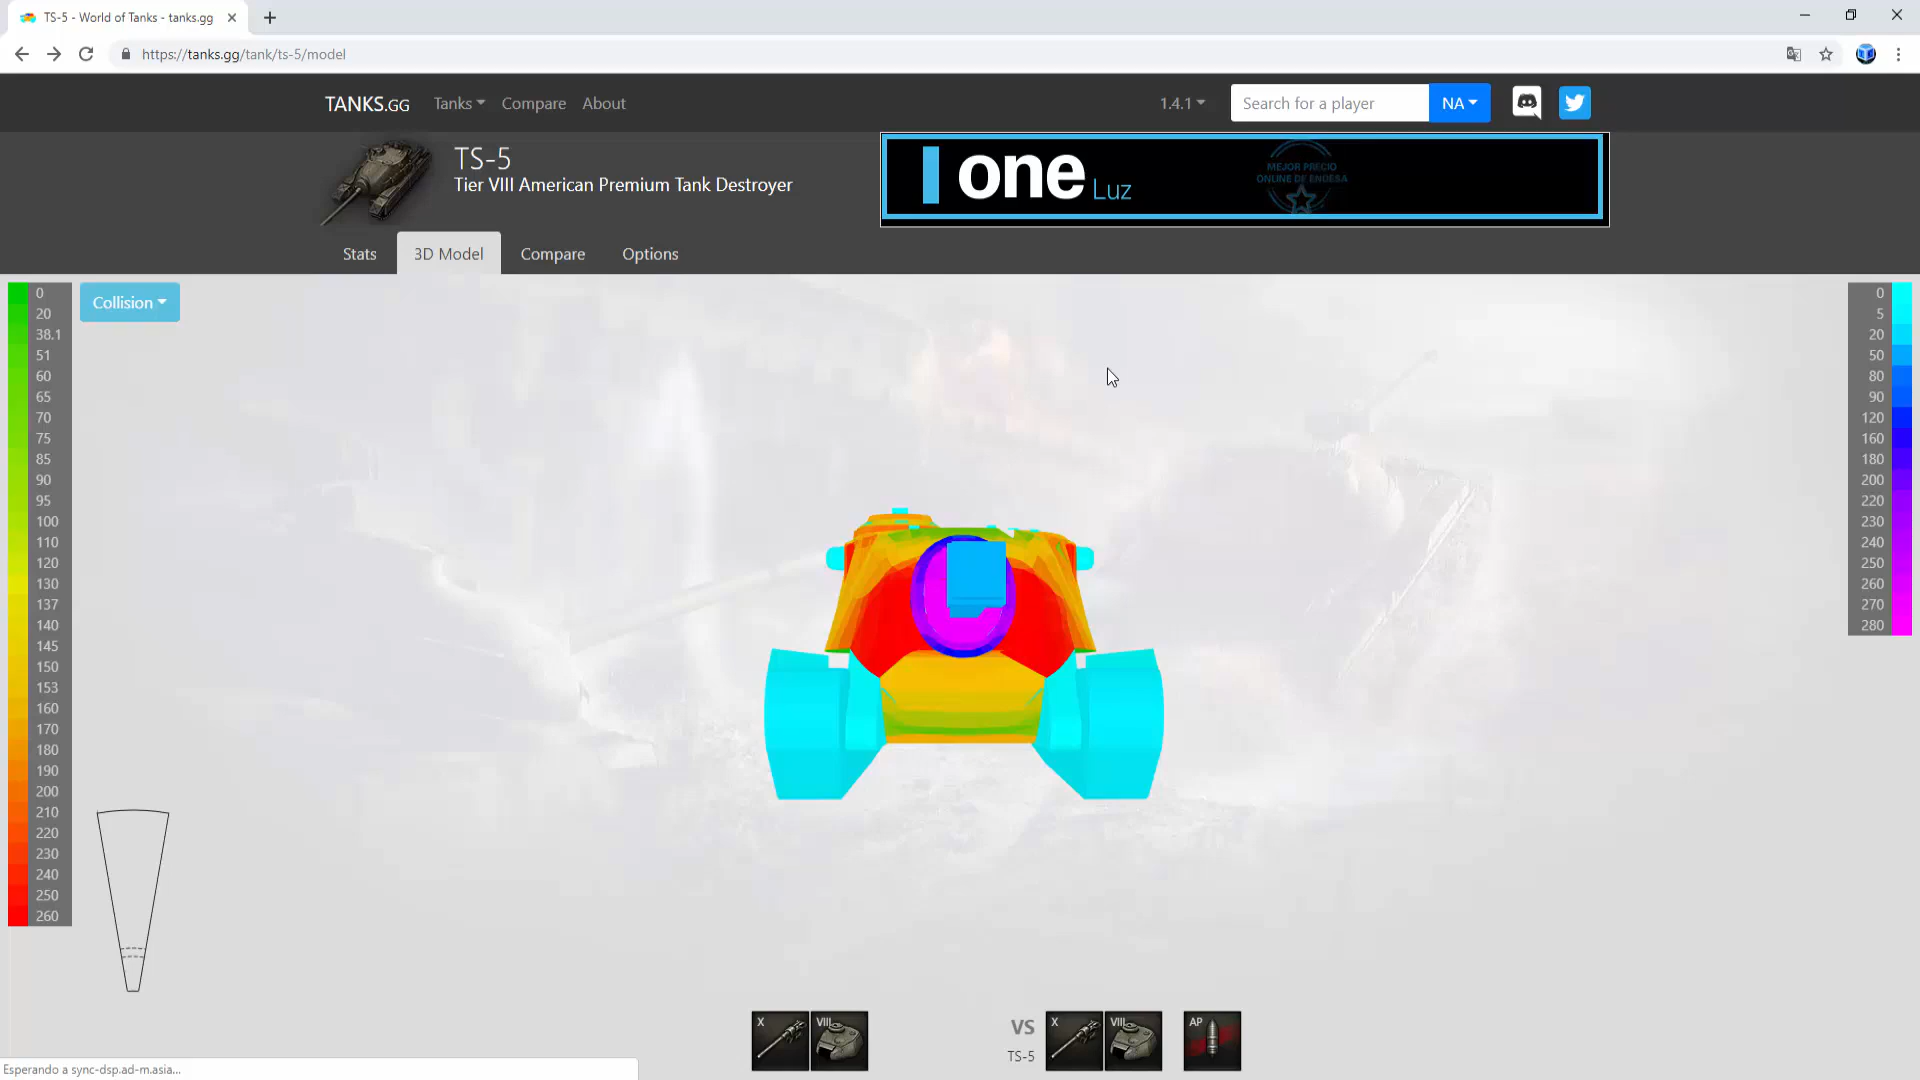 TS-5 - World of Tanks - tanks.gg
https://tanks.gg/tank/ts-5/model
TANKS.GG
Tanks
Compare
About
1.4.1
Search for a player
NA
TS-5
Tier VIII American Premium Tank Destroyer
one Luz
MEJOR PRECIO
ONLINE DE ENDESA
Stats
3D Model
Compare
Options
Collision
0
20
38.1
51
60
65
70
75
85
90
95
100
110
120
130
137
140
145
150
153
160
170
180
190
200
210
220
230
240
250
260
0
5
20
50
80
90
120
160
180
200
220
230
240
250
260
270
280
X
VIII
VS
TS-5
X
VIII
AP
Esperando a sync-dsp.ad-m.asia...